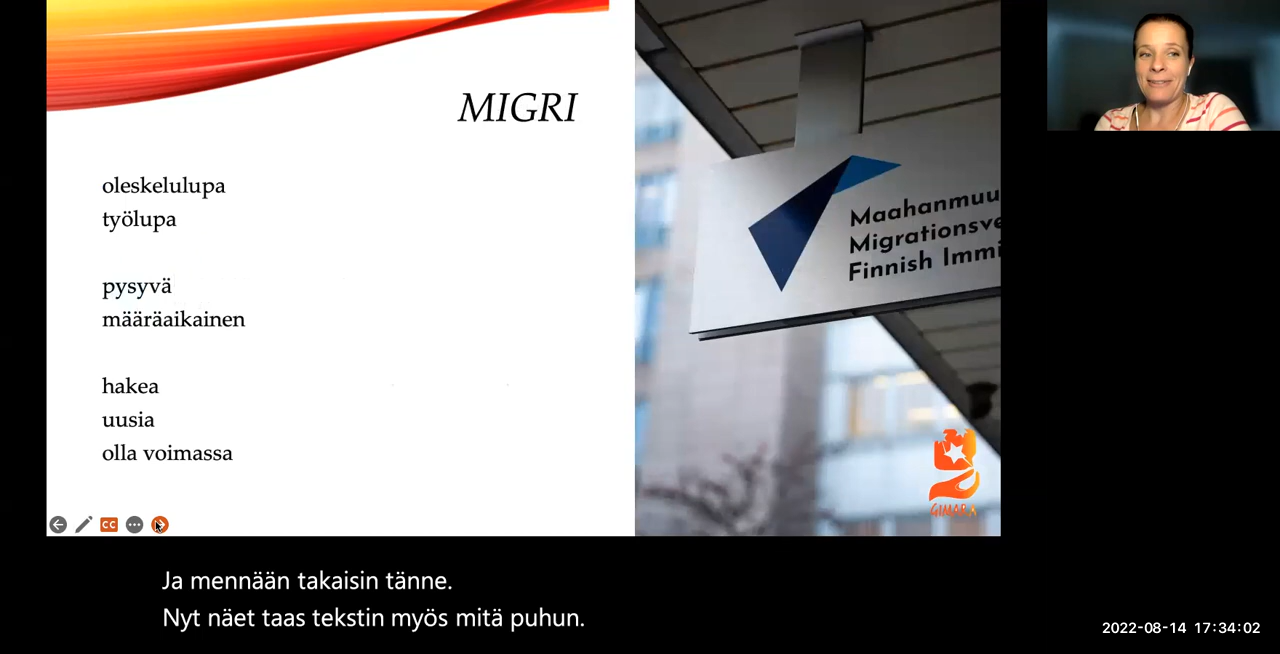 MIGRI
oleskelulupa
työlupa
pysyvä
määräaikainen
hakea
uusia
olla voimassa
Maahanmuu
Migrationsve
Finnish Immi
GIMARA
CC
Ja mennään takaisin tänne.
Nyt näet taas tekstin myös mitä puhun.
2022-08-14 17:34:02